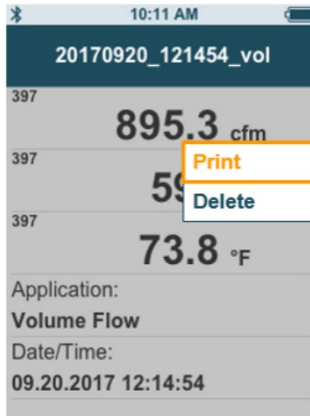 10:11 AM
20170920_121454_vol
397
895.3 cfm
397
Print
Delete
397
73.8 °F
Application:
Volume Flow
Date/Time:
09.20.2017 12:14:54